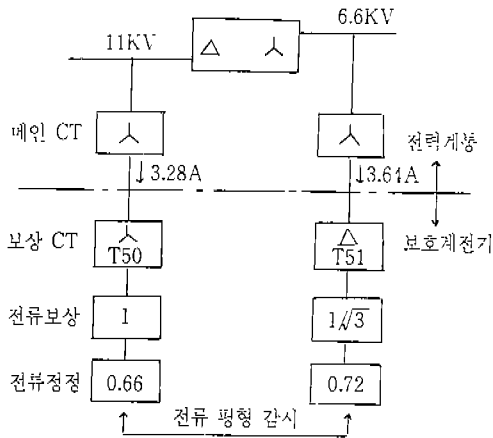 11KV
6.6KV
메인 CT
전력계통
↓3.28A
↓3.61A
보상 CT
T50
T51
보호계전기
전류보상
1
1/√3
전류정정
0.66
0.72
전류 평형 감시